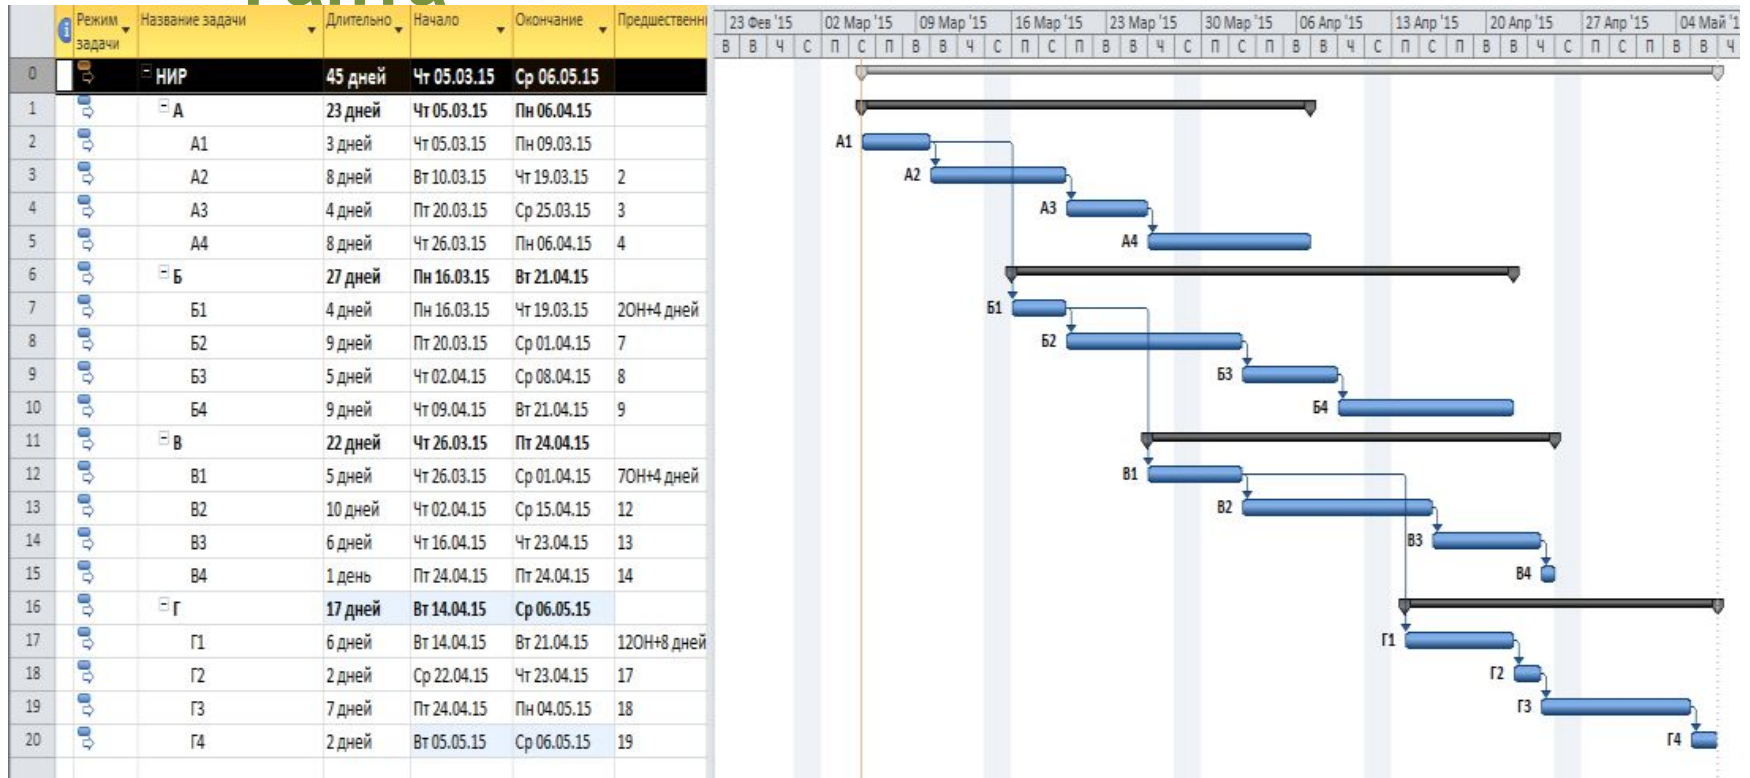 Режим задачи Название задачи Длительно Начало Окончание Предшественни
23 Фев '15 02 Мар '15 09 Мар '15 16 Мар '15 23 Мар '15 30 Мар '15 06 Апр '15 13 Апр '15 20 Апр '15 27 Апр '15 04 Май '1
В В Ч С П С П В В Ч С П С П В В Ч С П С П В В Ч С П С П В В Ч С П С П В В Ч
0 НИР 45 дней Чт 05.03.15 Ср 06.05.15
1 А 23 дней Чт 05.03.15 Пн 06.04.15
2 А1 3 дней Чт 05.03.15 Пн 09.03.15 А1
3 А2 8 дней Вт 10.03.15 Чт 19.03.15 2 А2
4 А3 4 дней Пт 20.03.15 Ср 25.03.15 3 А3
5 А4 8 дней Чт 26.03.15 Пн 06.04.15 4 А4
6 Б 27 дней Пн 16.03.15 Вт 21.04.15
7 Б1 4 дней Пн 16.03.15 Чт 19.03.15 2ОН+4 дней Б1
8 Б2 9 дней Пт 20.03.15 Ср 01.04.15 7 Б2
9 Б3 5 дней Чт 02.04.15 Ср 08.04.15 8 Б3
10 Б4 9 дней Чт 09.04.15 Вт 21.04.15 9 Б4
11 В 22 дней Чт 26.03.15 Пт 24.04.15
12 В1 5 дней Чт 26.03.15 Ср 01.04.15 7ОН+4 дней В1
13 В2 10 дней Чт 02.04.15 Ср 15.04.15 12 В2
14 В3 6 дней Чт 16.04.15 Чт 23.04.15 13 В3
15 В4 1 день Пт 24.04.15 Пт 24.04.15 14 В4
16 Г 17 дней Вт 14.04.15 Ср 06.05.15
17 Г1 6 дней Вт 14.04.15 Вт 21.04.15 12ОН+8 дней Г1
18 Г2 2 дней Ср 22.04.15 Чт 23.04.15 17 Г2
19 Г3 7 дней Пт 24.04.15 Пн 04.05.15 18 Г3
20 Г4 2 дней Вт 05.05.15 Ср 06.05.15 19 Г4